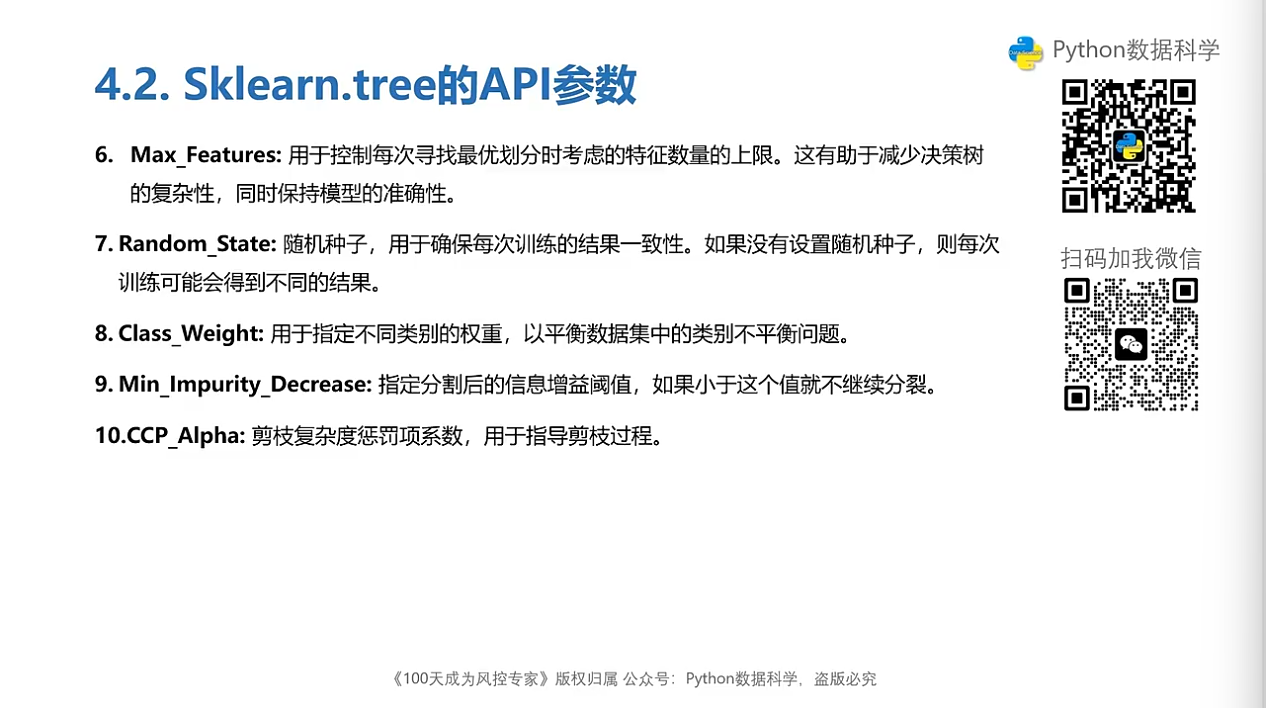 Python数据科学
4.2. Sklearn.tree的API参数
6. Max_Features: 用于控制每次寻找最优划分时考虑的特征数量的上限。这有助于减少决策树
的复杂性，同时保持模型的准确性。
7. Random_State: 随机种子，用于确保每次训练的结果一致性。如果没有设置随机种子，则每次
训练可能会得到不同的结果。
扫码加我微信
8. Class_Weight: 用于指定不同类别的权重，以平衡数据集中的类别不平衡问题。
9. Min_Impurity_Decrease: 指定分割后的信息增益阈值，如果小于这个值就不继续分裂。
10.CCP_Alpha: 剪枝复杂度惩罚项系数，用于指导剪枝过程。
《100天成为风控专家》版权归属 公众号：Python数据科学，盗版必究